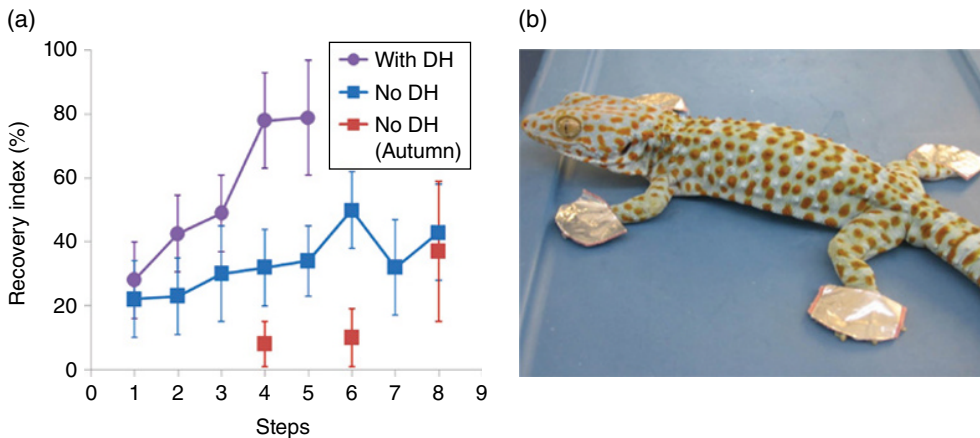 (a)
Recovery index (%)
100
80
60
40
20
0
With DH
No DH
No DH
(Autumn)
0 1 2 3 4 5 6 7 8 9
Steps
(b)